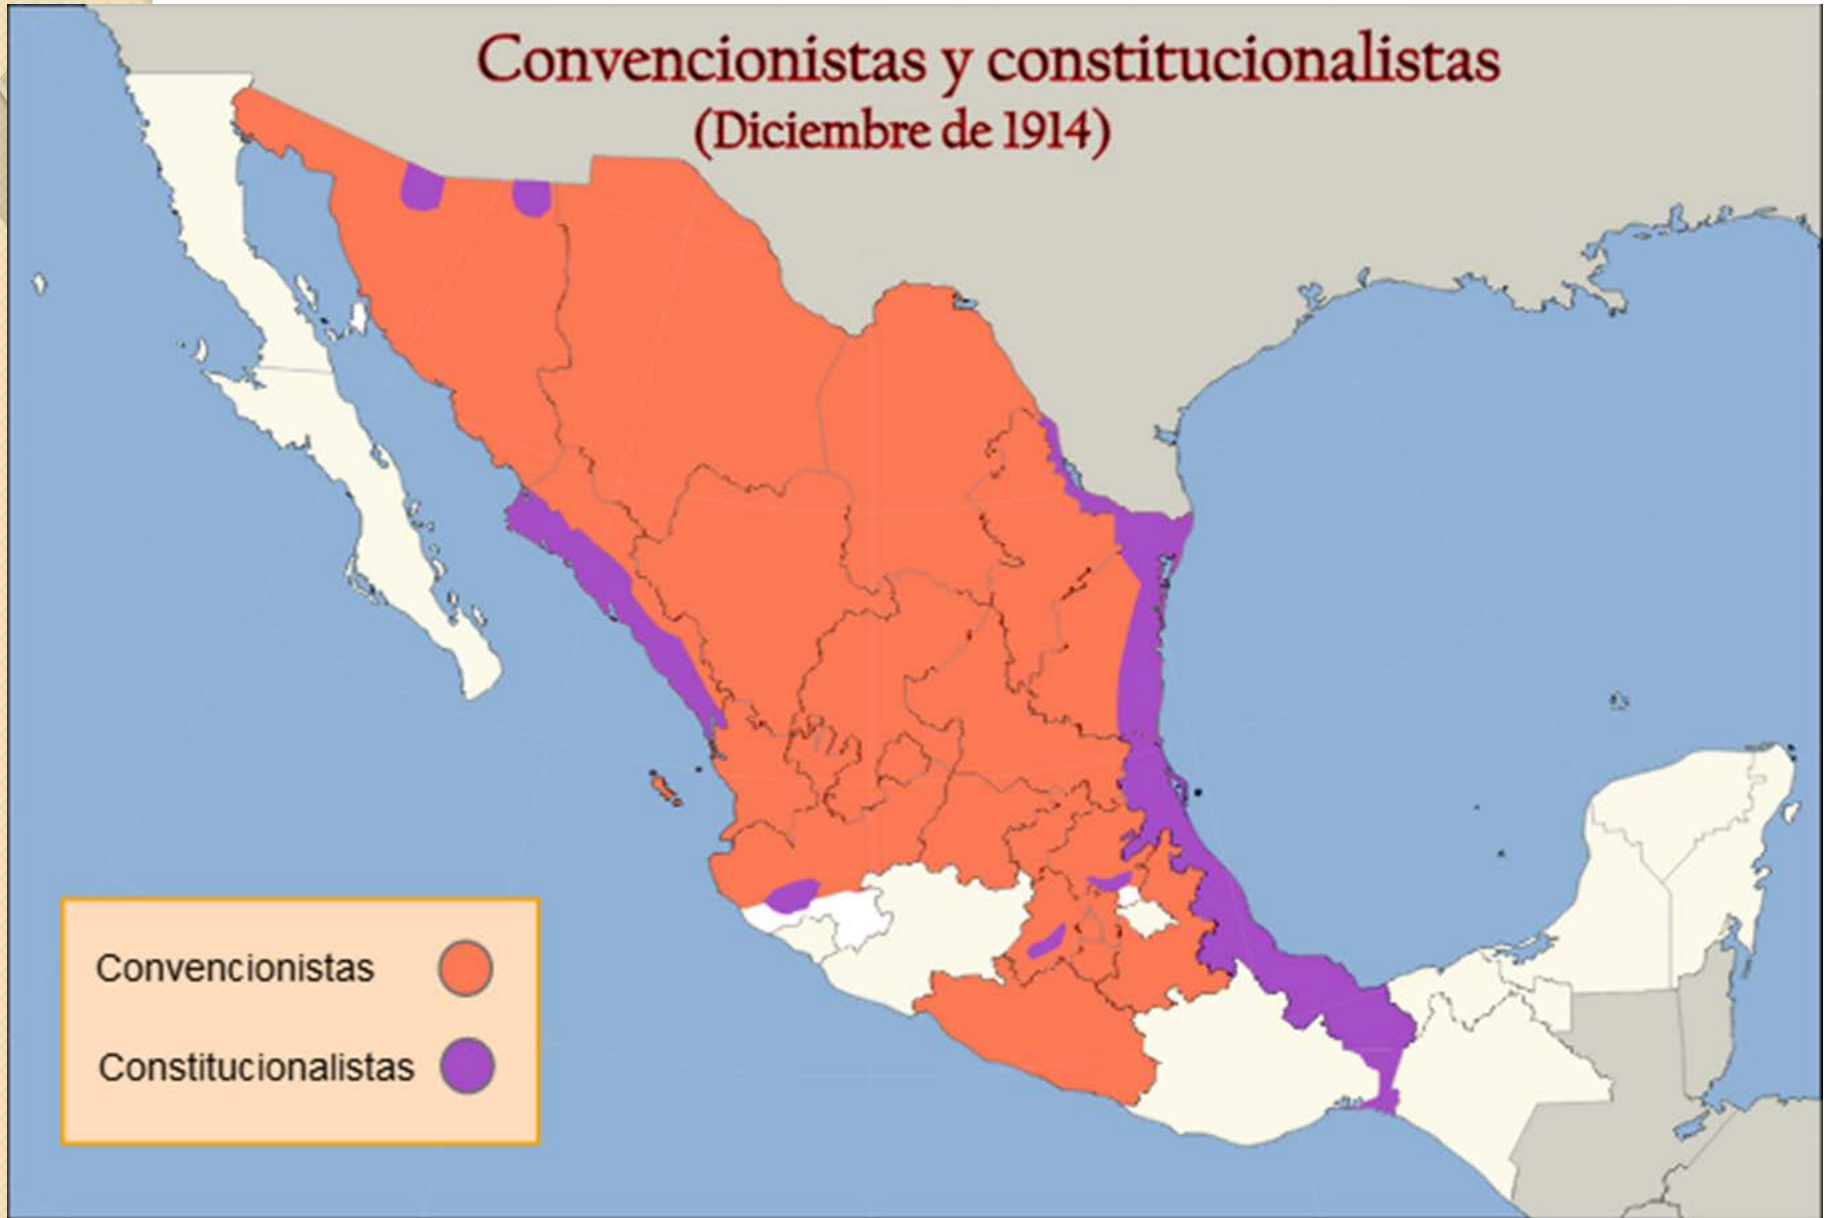 Convencionistas y constitucionalistas
(Diciembre de 1914)
Convencionistas
Constitucionalistas